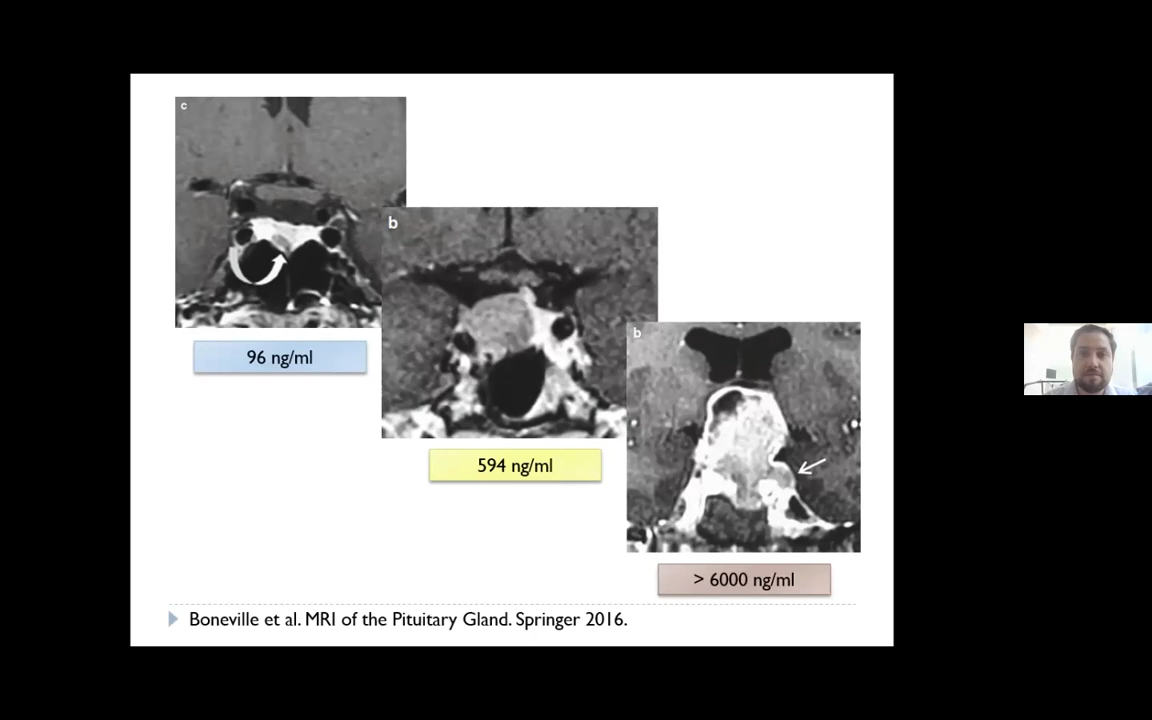 c
96 ng/ml
b
594 ng/ml
b
> 6000 ng/ml
Boneville et al. MRI of the Pituitary Gland. Springer 2016.